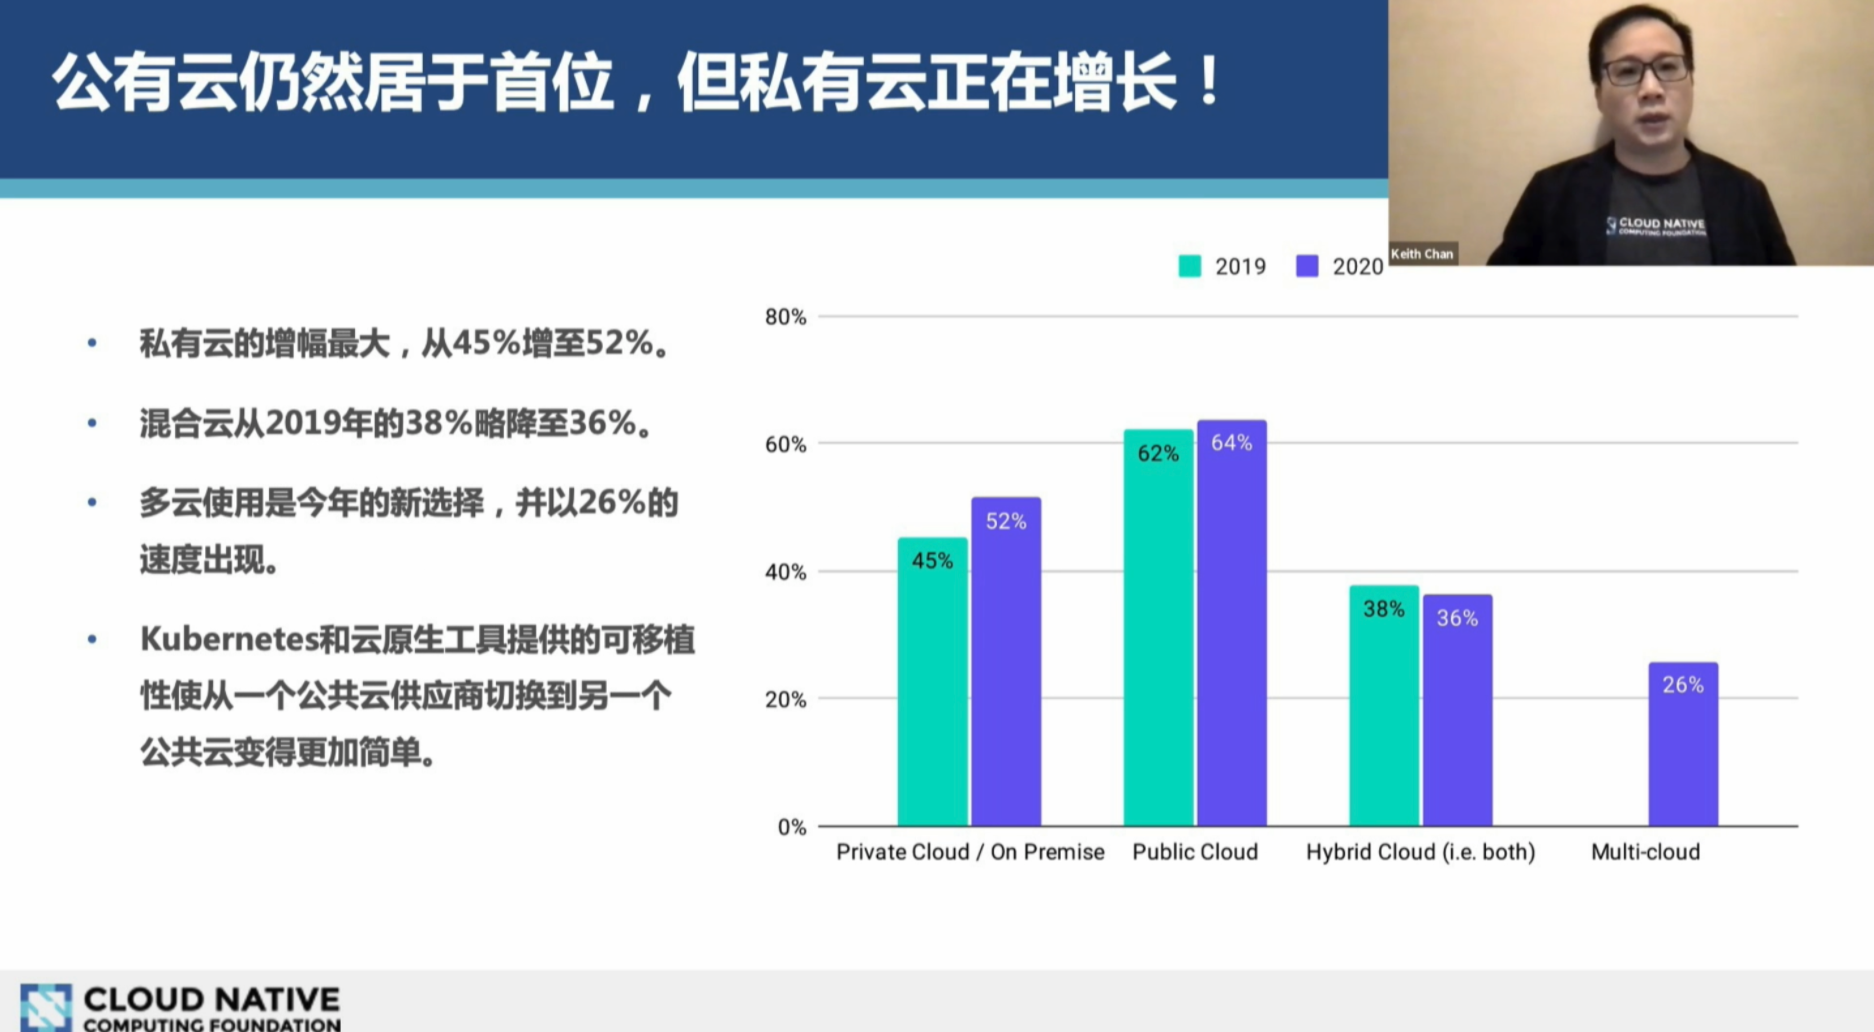 公有云仍然居于首位，但私有云正在增长！
CLOUD NATIVE
COMPUTING FOUNDATION
Keith Chan
• 私有云的增幅最大，从45%增至52%。
• 混合云从2019年的38%略降至36%。
• 多云使用是今年的新选择，并以26%的
速度出现。
• Kubernetes和云原生工具提供的可移植
性使从一个公共云供应商切换到另一个
公共云变得更加简单。
2019 2020
80%
60%
40%
20%
0%
45% 52% 62% 64% 38% 36% 26%
Private Cloud / On Premise Public Cloud Hybrid Cloud (i.e. both) Multi-cloud
CLOUD NATIVE
COMPUTING FOUNDATION